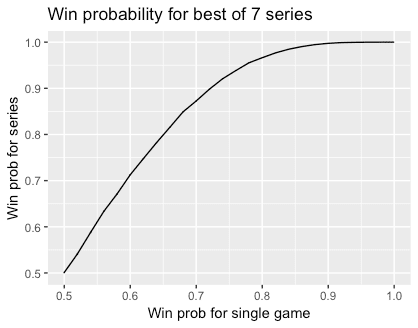 Win probability for best of 7 series
Win prob for series
1.0
0.9
0.8
0.7
0.6
0.5
0.5 0.6 0.7 0.8 0.9 1.0
Win prob for single game